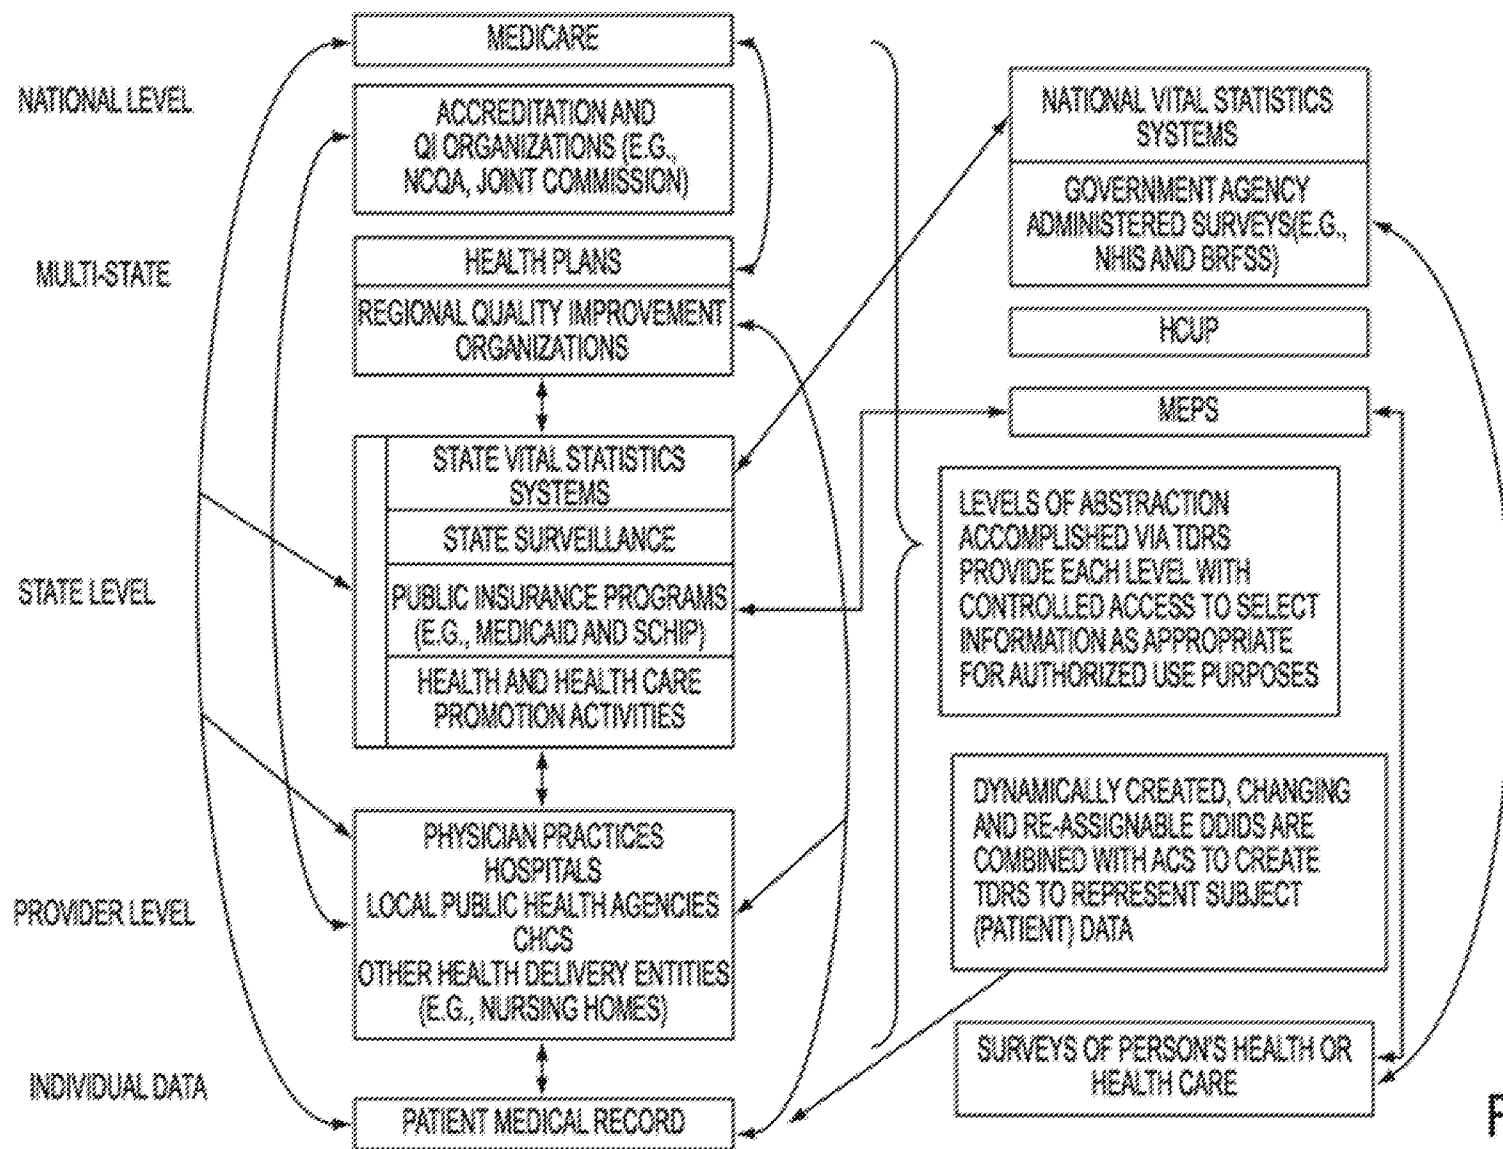 NATIONAL LEVEL
MULTI-STATE
STATE LEVEL
PROVIDER LEVEL
INDIVIDUAL DATA
MEDICARE
ACCREDITATION AND
QI ORGANIZATIONS (E.G.,
NCQA, JOINT COMMISSION)
HEALTH PLANS
REGIONAL QUALITY IMPROVEMENT
ORGANIZATIONS
STATE VITAL STATISTICS
SYSTEMS
STATE SURVEILLANCE
PUBLIC INSURANCE PROGRAMS
(E.G., MEDICAID AND SCHIP)
HEALTH AND HEALTH CARE
PROMOTION ACTIVITIES
PHYSICIAN PRACTICES
HOSPITALS
LOCAL PUBLIC HEALTH AGENCIES
CHCS
OTHER HEALTH DELIVERY ENTITIES
(E.G., NURSING HOMES)
PATIENT MEDICAL RECORD
NATIONAL VITAL STATISTICS
SYSTEMS
GOVERNMENT AGENCY
ADMINISTERED SURVEYS(E.G.,
NHIS AND BRFSS)
HCUP
MEPS
LEVELS OF ABSTRACTION
ACCOMPLISHED VIA TDRS
PROVIDE EACH LEVEL WITH
CONTROLLED ACCESS TO SELECT
INFORMATION AS APPROPRIATE
FOR AUTHORIZED USE PURPOSES
DYNAMICALLY CREATED, CHANGING
AND RE-ASSIGNABLE DDIDS ARE
COMBINED WITH ACS TO CREATE
TDRS TO REPRESENT SUBJECT
(PATIENT) DATA
SURVEYS OF PERSON'S HEALTH OR
HEALTH CARE